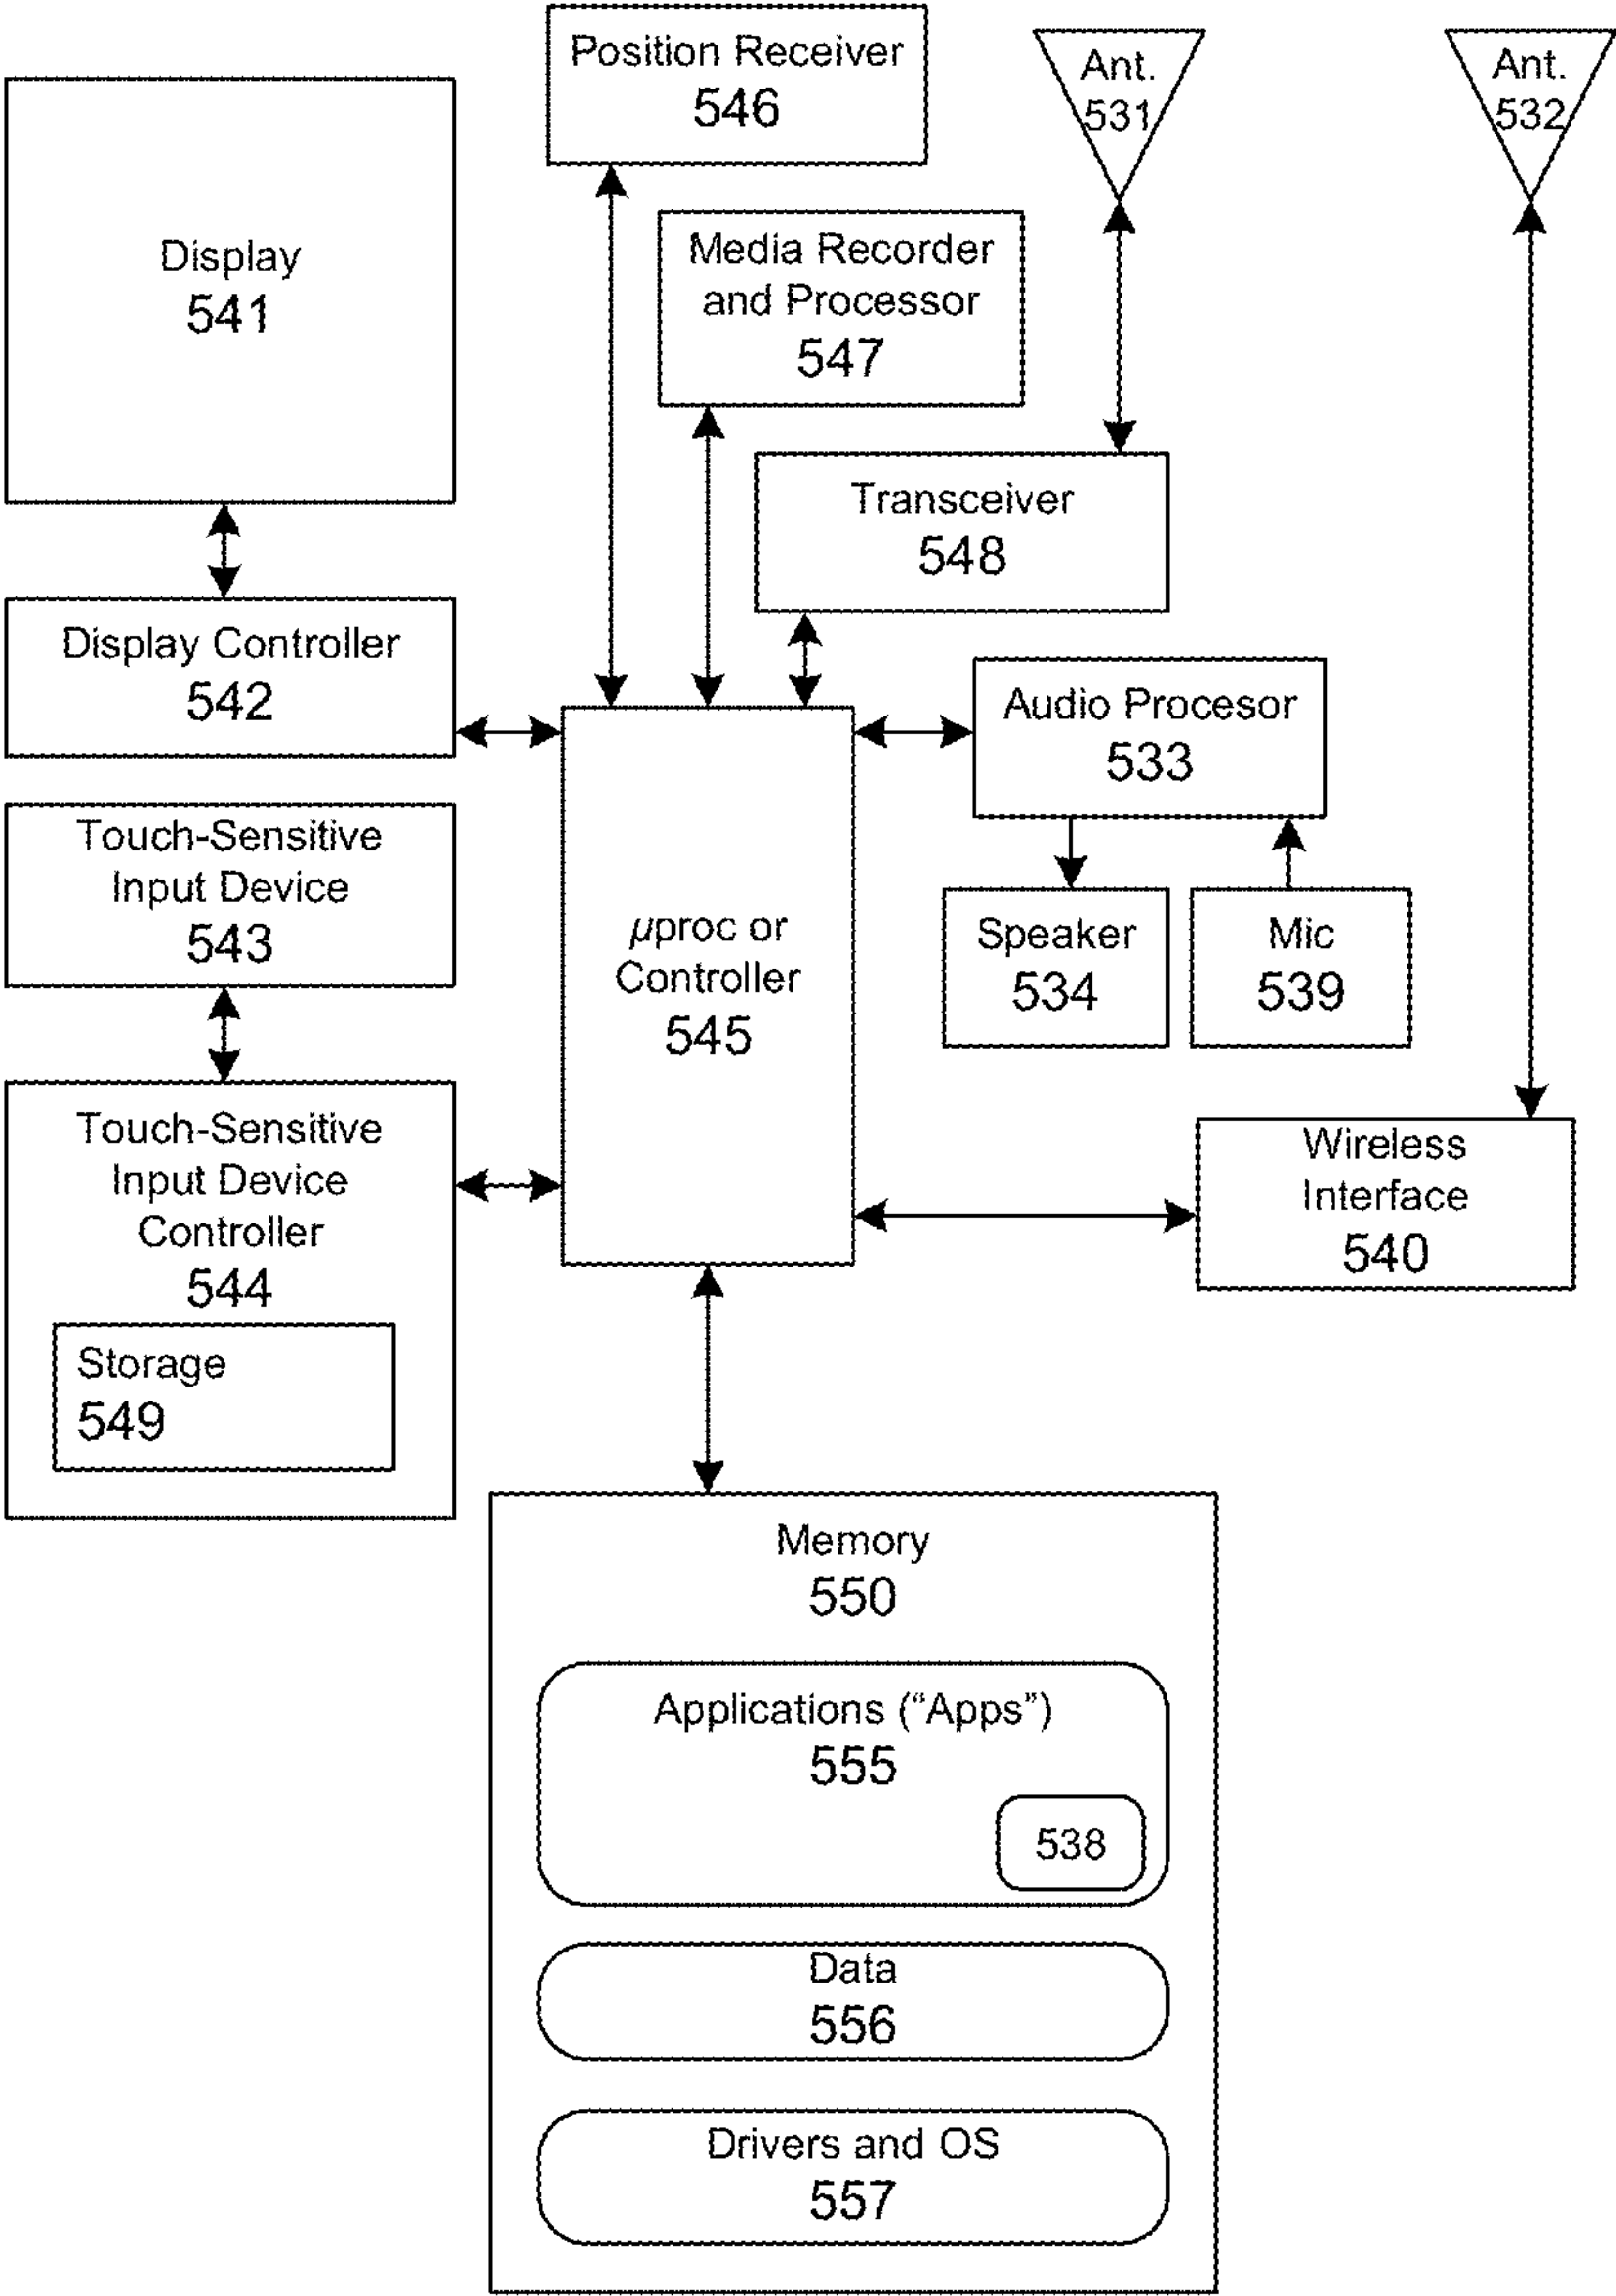 Position Receiver
546
Ant.
531
Ant.
532
Display
541
Media Recorder
and Processor
547
Transceiver
548
Display Controller
542
Audio Procesor
533
Touch-Sensitive
Input Device
543
μproc or
Controller
545
Speaker
534
Mic
539
Touch-Sensitive
Input Device
Controller
544
Storage
549
Wireless
Interface
540
Memory
550
Applications (“Apps”)
555
538
Data
556
Drivers and OS
557